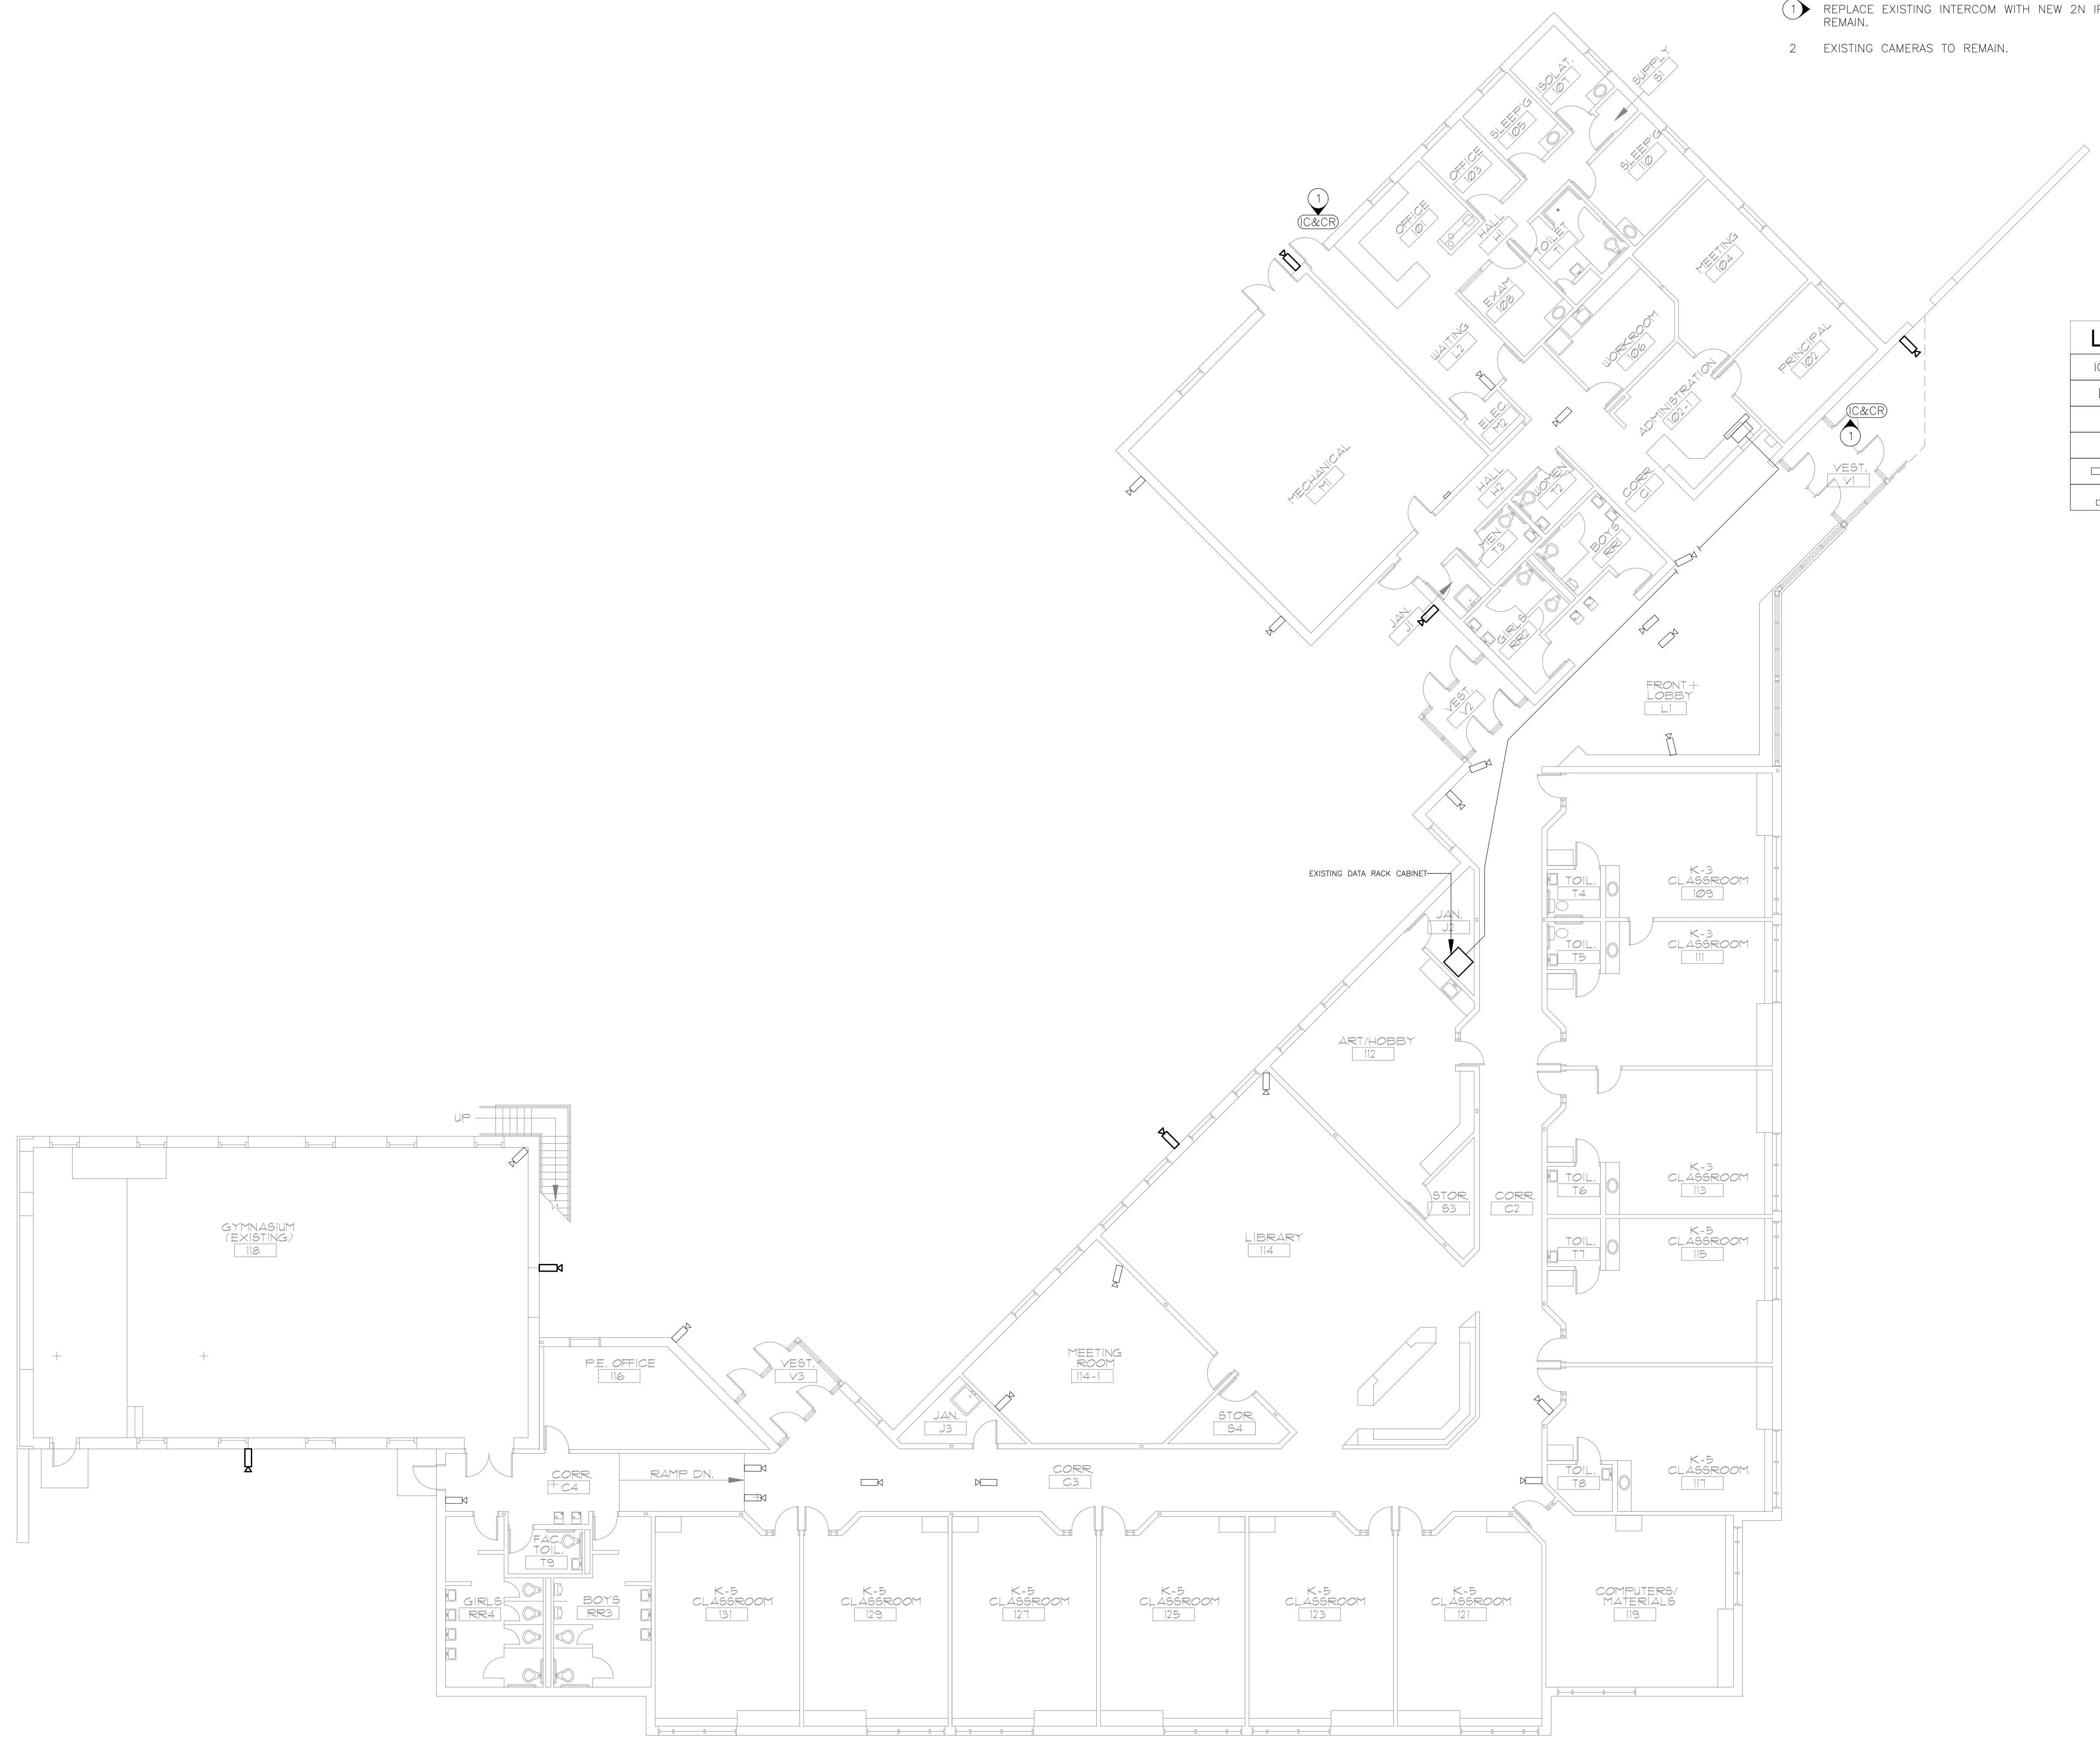 1 REPLACE EXISTING INTERCOM WITH NEW 2N
REMAIN.
2 EXISTING CAMERAS TO REMAIN.
ISOLAT.
107
SUPPLY
S1
SLEEP'G
105
SLEEP'G
110
OFFICE
103
OFFICE
101
HALL
H1
TOILET
T1
MEETING
104
EXAM
108
WAITING
L2
WORKROOM
106
PRINCIPAL
102
ADMINISTRATION
102-1
ELEC.
M2
1
IC&CR
IC&CR
1
VEST.
V1
MECHANICAL
M1
HALL
H2
WOMEN
T2
CORR.
C1
MEN
T3
BOYS
JAN.
J1
GIRLS
RR2
VEST.
V2
FRONT
LOBBY
L1
EXISTING DATA RACK CABINET
JAN.
J2
TOIL.
T4
K-3
CLASSROOM
109
TOIL.
T5
K-3
CLASSROOM
111
ART/HOBBY
112
TOIL.
T6
K-3
CLASSROOM
113
STOR.
S3
CORR.
C2
TOIL.
T7
K-5
CLASSROOM
115
LIBRARY
114
UP
GYMNASIUM
(EXISTING)
118
P.E. OFFICE
116
VEST.
V3
MEETING
ROOM
114-1
JAN.
J3
STOR.
S4
TOIL.
T8
K-5
CLASSROOM
117
CORR.
C4
RAMP DN.
CORR.
C3
FAC.
TOIL.
T9
GIRLS
RR4
BOYS
RR3
K-5
CLASSROOM
131
K-5
CLASSROOM
129
K-5
CLASSROOM
127
K-5
CLASSROOM
125
K-5
CLASSROOM
123
K-5
CLASSROOM
121
COMPUTERS/
MATERIALS
119